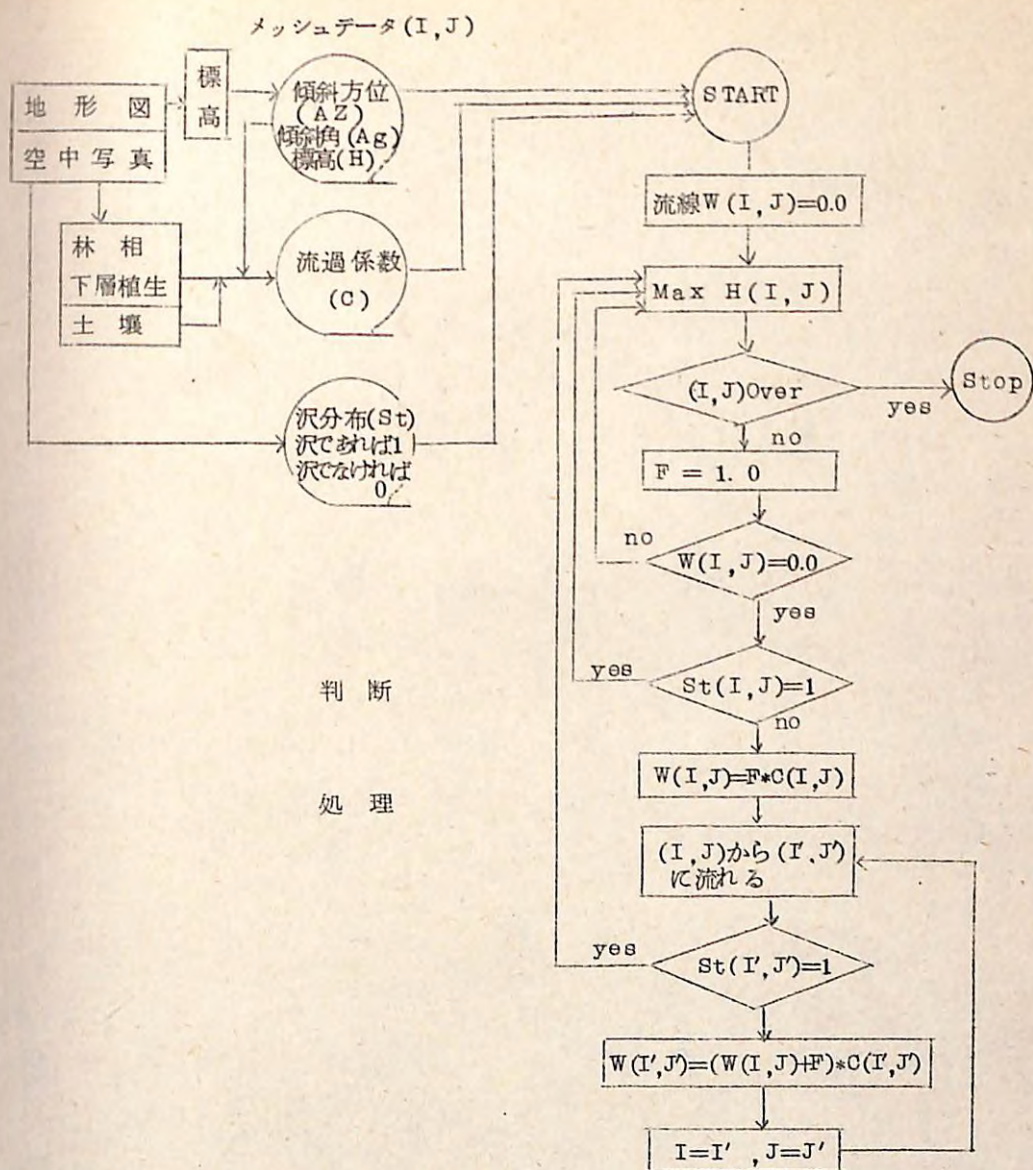 メッシュデータ(I,J)
標
高
地形図
空中写真
傾斜方位
(AZ)
傾斜角(Ag)
標高(H)
START
林相
下層植生
土壌
流過係数
(C)
沢分布(St)
沢であれば1
沢でなければ
0
流線W(I,J)=0.0
Max H(I,J)
(I,J)Over
yes
Stop
no
F = 1.0
no
W(I,J)=0.0
yes
yes
St(I,J)=1
no
判断
処理
W(I,J)=F*C(I,J)
(I,J)から(I',J')
に流れる
yes
St(I',J')=1
W(I',J')=(W(I,J)+F)*C(I',J')
I=I' ,J=J'